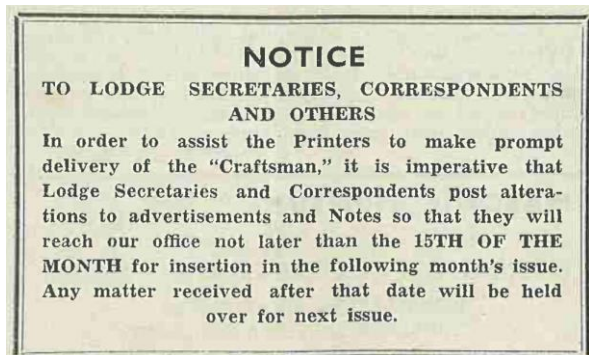 NOTICE
TO LODGE SECRETARIES, CORRESPONDENTS
AND OTHERS
In order to assist the Printers to make prompt
delivery of the "Craftsman," it is imperative that
Lodge Secretaries and Correspondents post altera-
tions to advertisements and Notes so that they will
reach our office not later than the 15TH OF THE
MONTH for insertion in the following month's issue.
Any matter received after that date will be held
over for next issue.